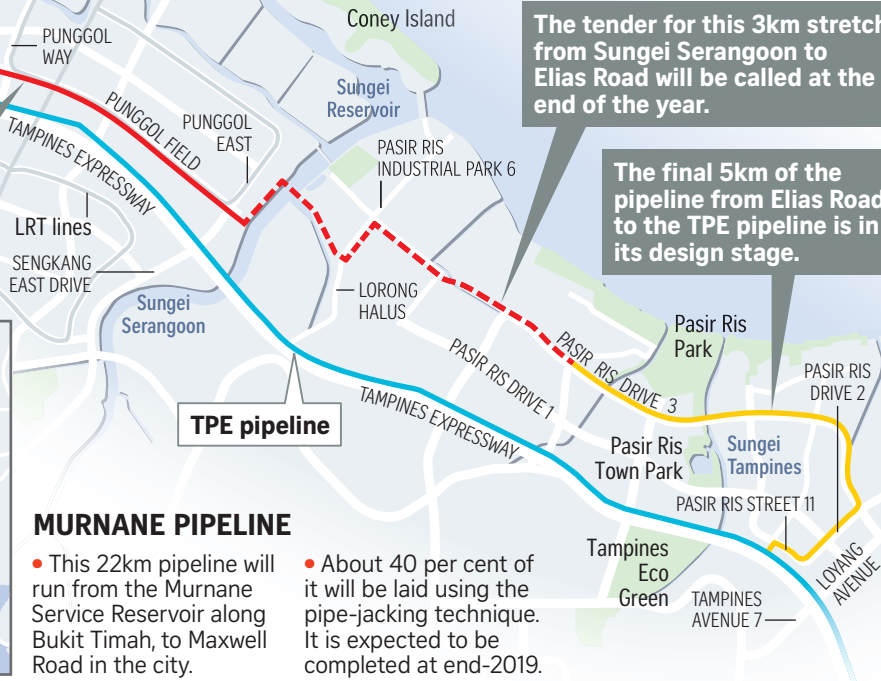 PUNGGOL
WAY
Coney Island
The tender for this 3km stretch
from Sungei Serangoon to
Elias Road will be called at the
end of the year.
Sungei
Reservoir
PUNGGOL FIELD
PUNGGOL
EAST
TAMPINES EXPRESSWAY
PASIR RIS
INDUSTRIAL PARK 6
The final 5km of the
pipeline from Elias Road
to the TPE pipeline is in
its design stage.
LRT lines
SENGKANG
EAST DRIVE
Sungei
Serangoon
LORONG
HALUS
Pasir Ris
Park
PASIR RIS DRIVE 3
PASIR RIS DRIVE 1
PASIR RIS
DRIVE 2
TPE pipeline
TAMPINES EXPRESSWAY
Pasir Ris
Town Park
Sungei
Tampines
PASIR RIS STREET 11
Tampines
Eco
Green
LOYANG
AVENUE
TAMPINES
AVENUE 7
MURNANE PIPELINE
• This 22km pipeline will
run from the Murnane
Service Reservoir along
Bukit Timah, to Maxwell
Road in the city.
• About 40 per cent of
it will be laid using the
pipe-jacking technique.
It is expected to be
completed at end-2019.